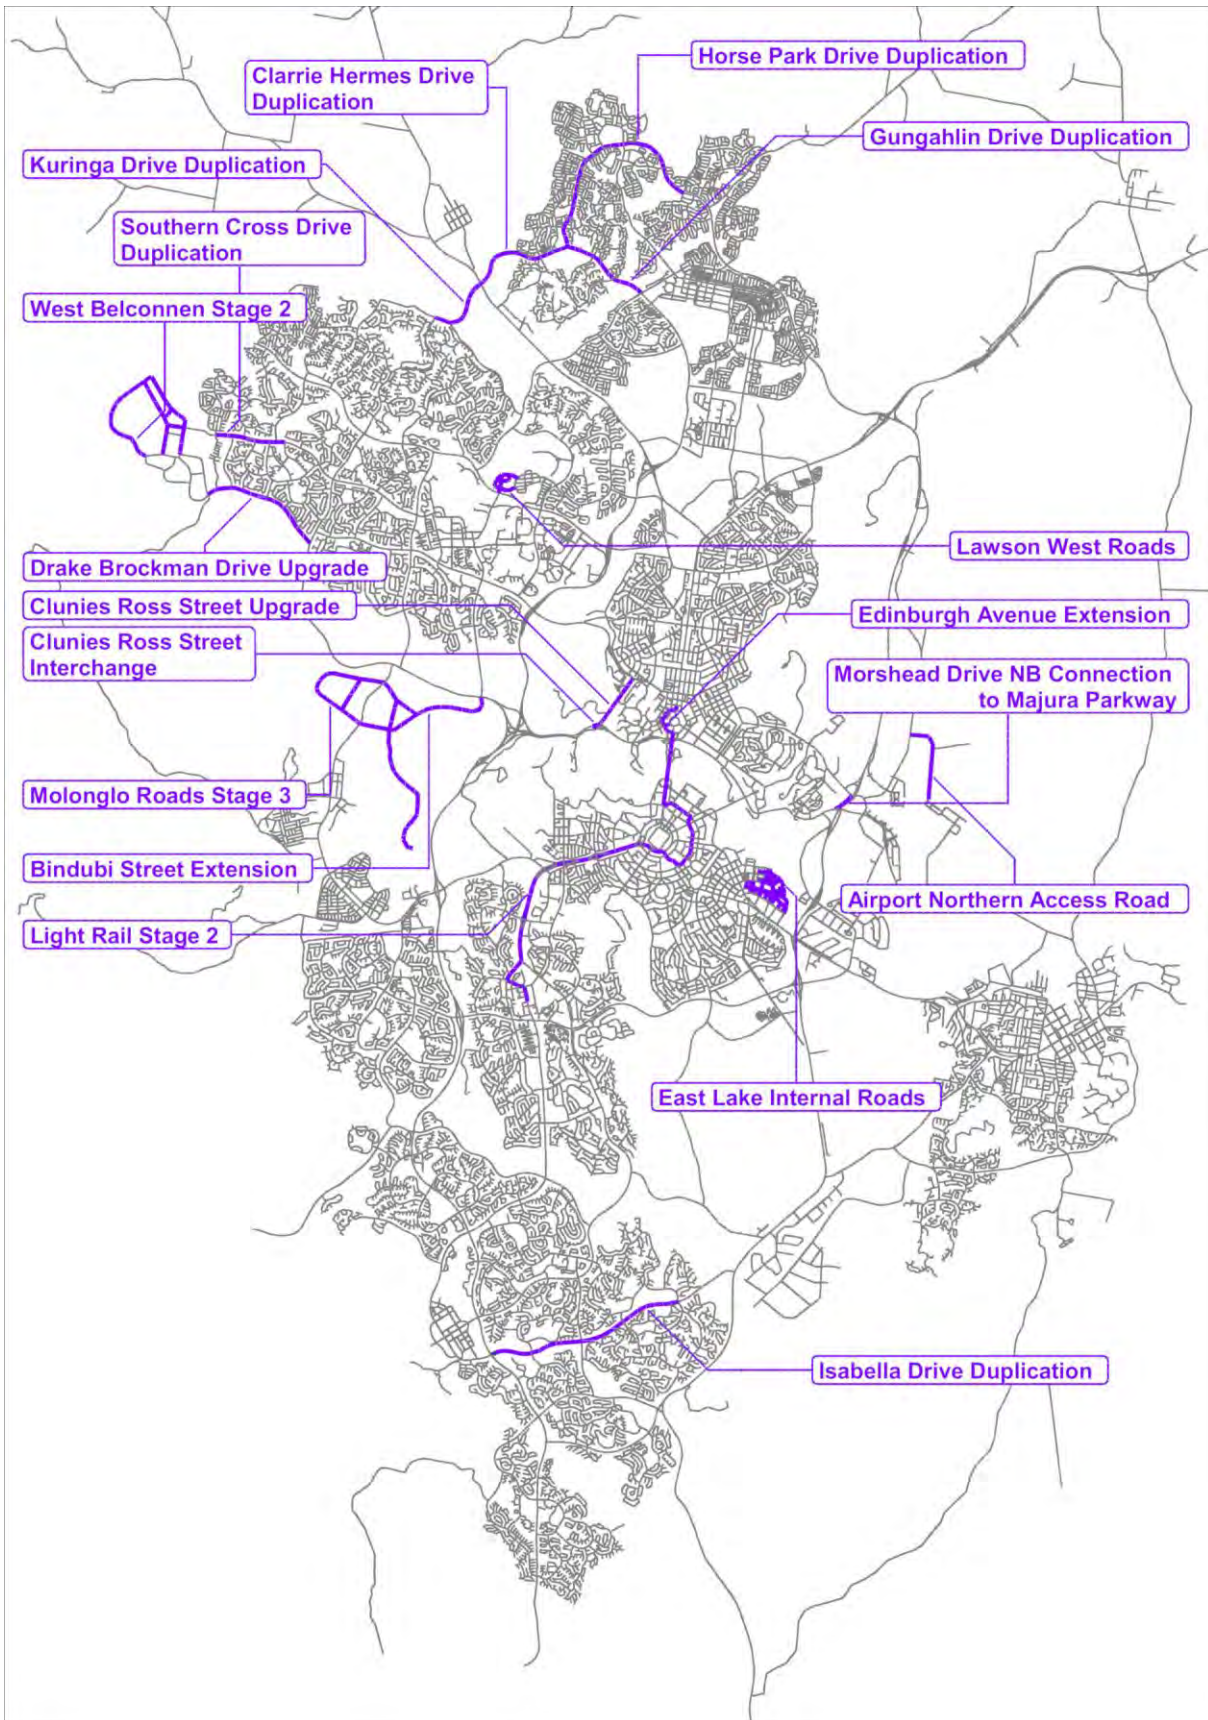 Horse Park Drive Duplication
Clarrie Hermes Drive
Duplication
Gungahlin Drive Duplication
Kuringa Drive Duplication
Southern Cross Drive
Duplication
West Belconnen Stage 2
Lawson West Roads
Drake Brockman Drive Upgrade
Clunies Ross Street Upgrade
Edinburgh Avenue Extension
Clunies Ross Street
Interchange
Morshead Drive NB Connection
to Majura Parkway
Molonglo Roads Stage 3
Bindubi Street Extension
Airport Northern Access Road
Light Rail Stage 2
East Lake Internal Roads
Isabella Drive Duplication